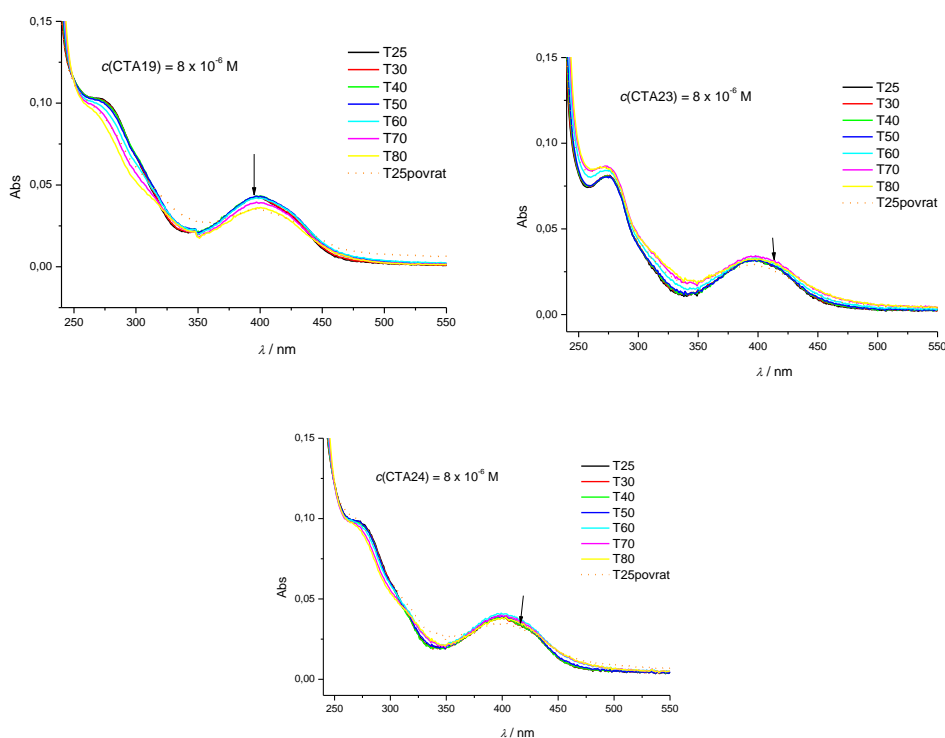 0,15
c(CTA19) = 8 x 10⁻⁶ M
T25
T30
T40
T50
T60
T70
T80
T25povrat
0,10
Abs
0,05
0,00
250 300 350 400 450 500 550
λ / nm
0,15
c(CTA23) = 8 x 10⁻⁶ M
T25
T30
T40
T50
T60
T70
T80
T25povrat
0,10
Abs
0,05
0,00
250 300 350 400 450 500 550
λ / nm
0,15
c(CTA24) = 8 x 10⁻⁶ M
T25
T30
T40
T50
T60
T70
T80
T25povrat
0,10
Abs
0,05
0,00
250 300 350 400 450 500 550
λ / nm